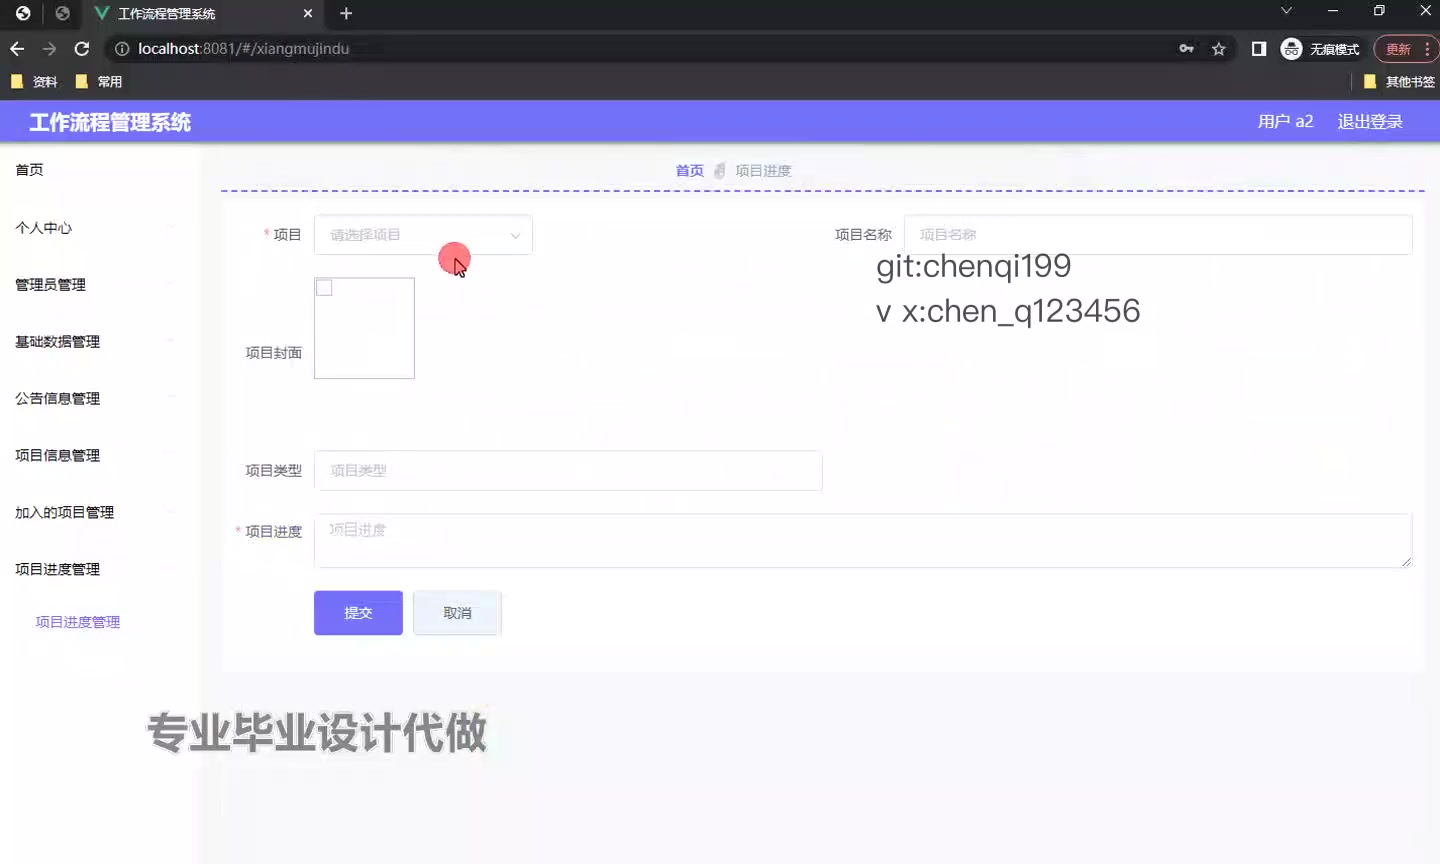 工作流程管理系统
localhost:8081/#/xiangmujindu
无痕模式
更新
资料
常用
其他书签
工作流程管理系统
用户 a2
退出登录
首页
首页
项目进度
个人中心
* 项目
请选择项目
项目名称
项目名称
git:chenqi199
v x:chen_q123456
管理员管理
基础数据管理
项目封面
公告信息管理
项目信息管理
项目类型
项目类型
加入的项目管理
* 项目进度
项目进度
项目进度管理
提交
取消
项目进度管理
专业毕业设计代做